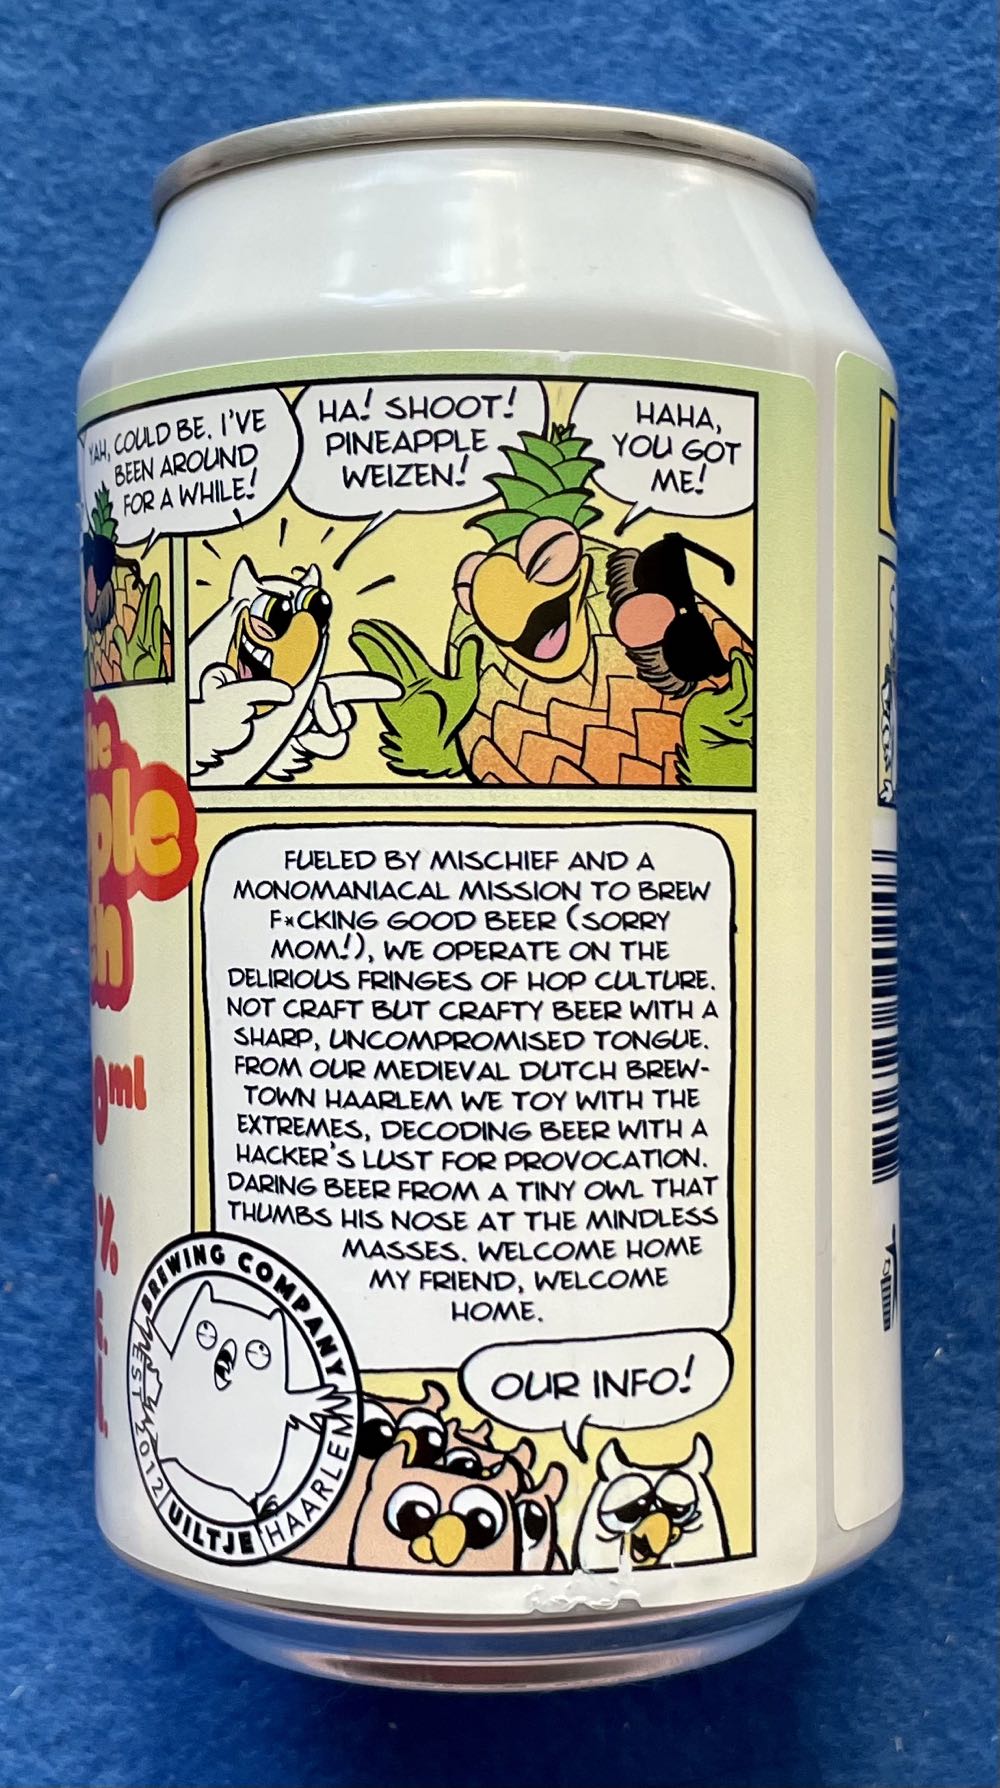 YAH, COULD BE. I'VE
BEEN AROUND
FOR A WHILE!
HA! SHOOT!
PINEAPPLE
WEIZEN!
HAHA,
YOU GOT
ME!
ml
%
FUELED BY MISCHIEF AND A
MONOMANIACAL MISSION TO BREW
F*CKING GOOD BEER (SORRY
MOM!), WE OPERATE ON THE
DELIRIOUS FRINGES OF HOP CULTURE.
NOT CRAFT BUT CRAFTY BEER WITH A
SHARP, UNCOMPROMISED TONGUE.
FROM OUR MEDIEVAL DUTCH BREW-
TOWN HAARLEM WE TOY WITH THE
EXTREMES, DECODING BEER WITH A
HACKER'S LUST FOR PROVOCATION.
DARING BEER FROM A TINY OWL THAT
THUMBS HIS NOSE AT THE MINDLESS
MASSES. WELCOME HOME
MY FRIEND, WELCOME
HOME.
OUR INFO!
BREWING COMPANY
EST 2012
UILTJE
HAARLEM